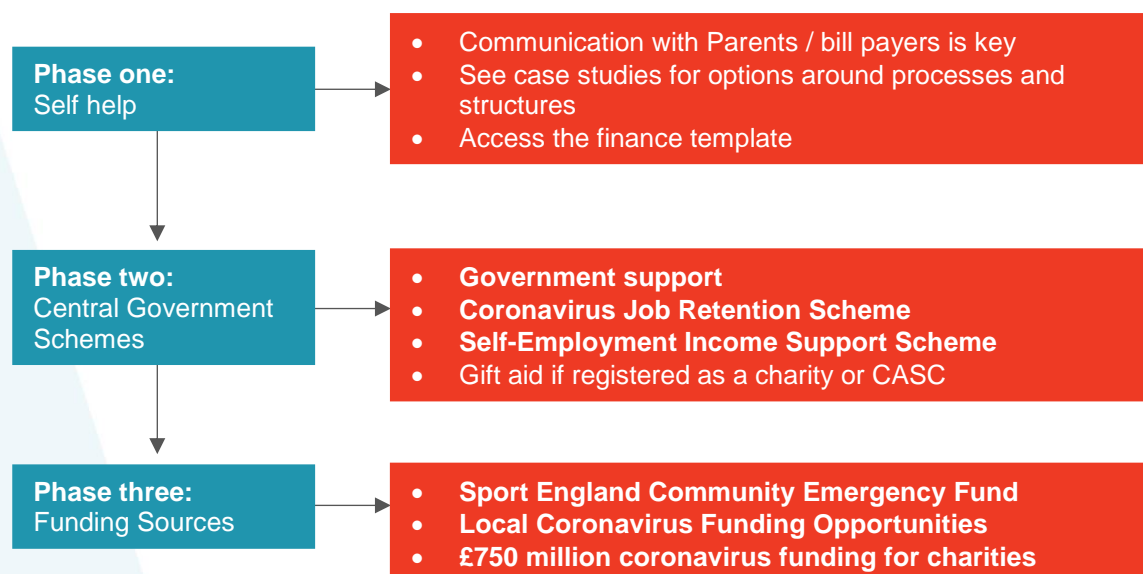 Phase one:
Self help
• Communication with Parents / bill payers is key
• See case studies for options around processes and
structures
• Access the finance template
Phase two:
Central Government
Schemes
• Government support
• Coronavirus Job Retention Scheme
• Self-Employment Income Support Scheme
• Gift aid if registered as a charity or CASC
Phase three:
Funding Sources
• Sport England Community Emergency Fund
• Local Coronavirus Funding Opportunities
• £750 million coronavirus funding for charities